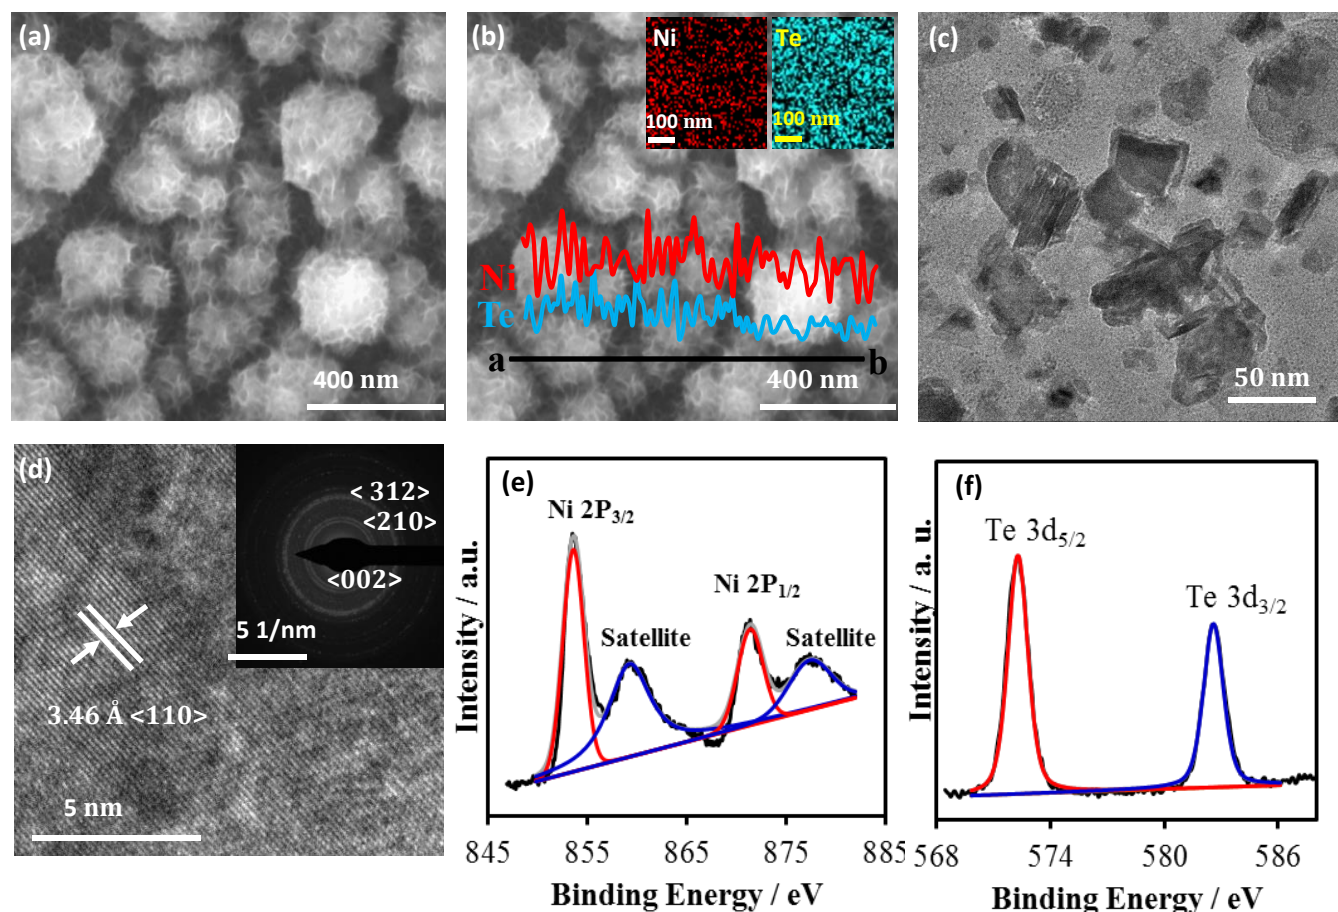 (a)
400 nm
(b)
Ni
100 nm
Te
100 nm
Ni
Te
a
b
400 nm
(c)
50 nm
(d)
< 312>
<210>
<002>
5 1/nm
3.46 Å <110>
5 nm
(e)
Ni 2P3/2
Ni 2P1/2
Satellite
Satellite
Intensity / a.u.
845 855 865 875 885
Binding Energy / eV
(f)
Te 3d5/2
Te 3d3/2
Intensity / a. u.
568 574 580 586
Binding Energy / eV